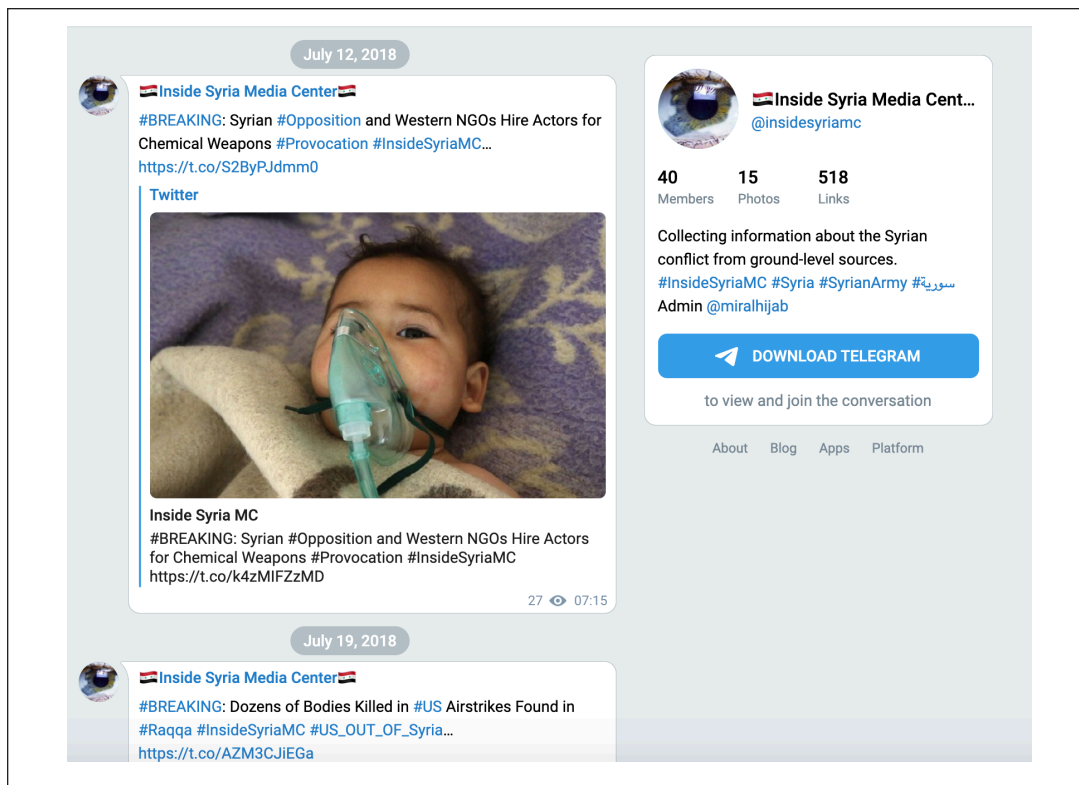 July 12, 2018
Inside Syria Media Center
#BREAKING: Syrian #Opposition and Western NGOs Hire Actors for
Chemical Weapons #Provocation #InsideSyriaMC...
https://t.co/S2ByPJdmm0
Twitter
Inside Syria MC
#BREAKING: Syrian #Opposition and Western NGOs Hire Actors
for Chemical Weapons #Provocation #InsideSyriaMC
https://t.co/k4zMIFZzMD
27 07:15
July 19, 2018
Inside Syria Media Center
#BREAKING: Dozens of Bodies Killed in #US Airstrikes Found in
#Raqqa #InsideSyriaMC #US_OUT_OF_Syria...
https://t.co/AZM3CJiEGa
Inside Syria Media Cent...
@insidesyriamc
40 15 518
Members Photos Links
Collecting information about the Syrian
conflict from ground-level sources.
#InsideSyriaMC #Syria #SyrianArmy #سورية
Admin @miralhijab
DOWNLOAD TELEGRAM
to view and join the conversation
About Blog Apps Platform